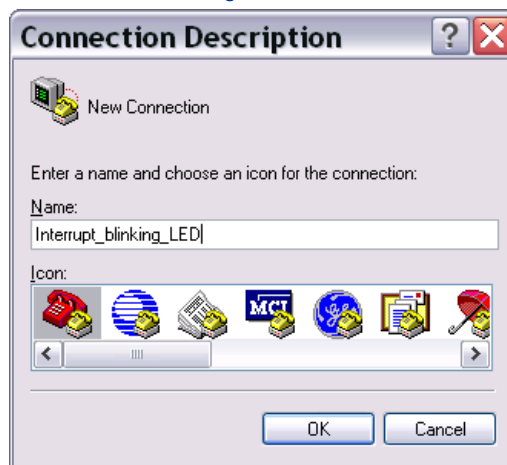 Connection Description
New Connection
Enter a name and choose an icon for the connection:
Name:
Interrupt_blinking_LED
Icon:
MCI
OK Cancel